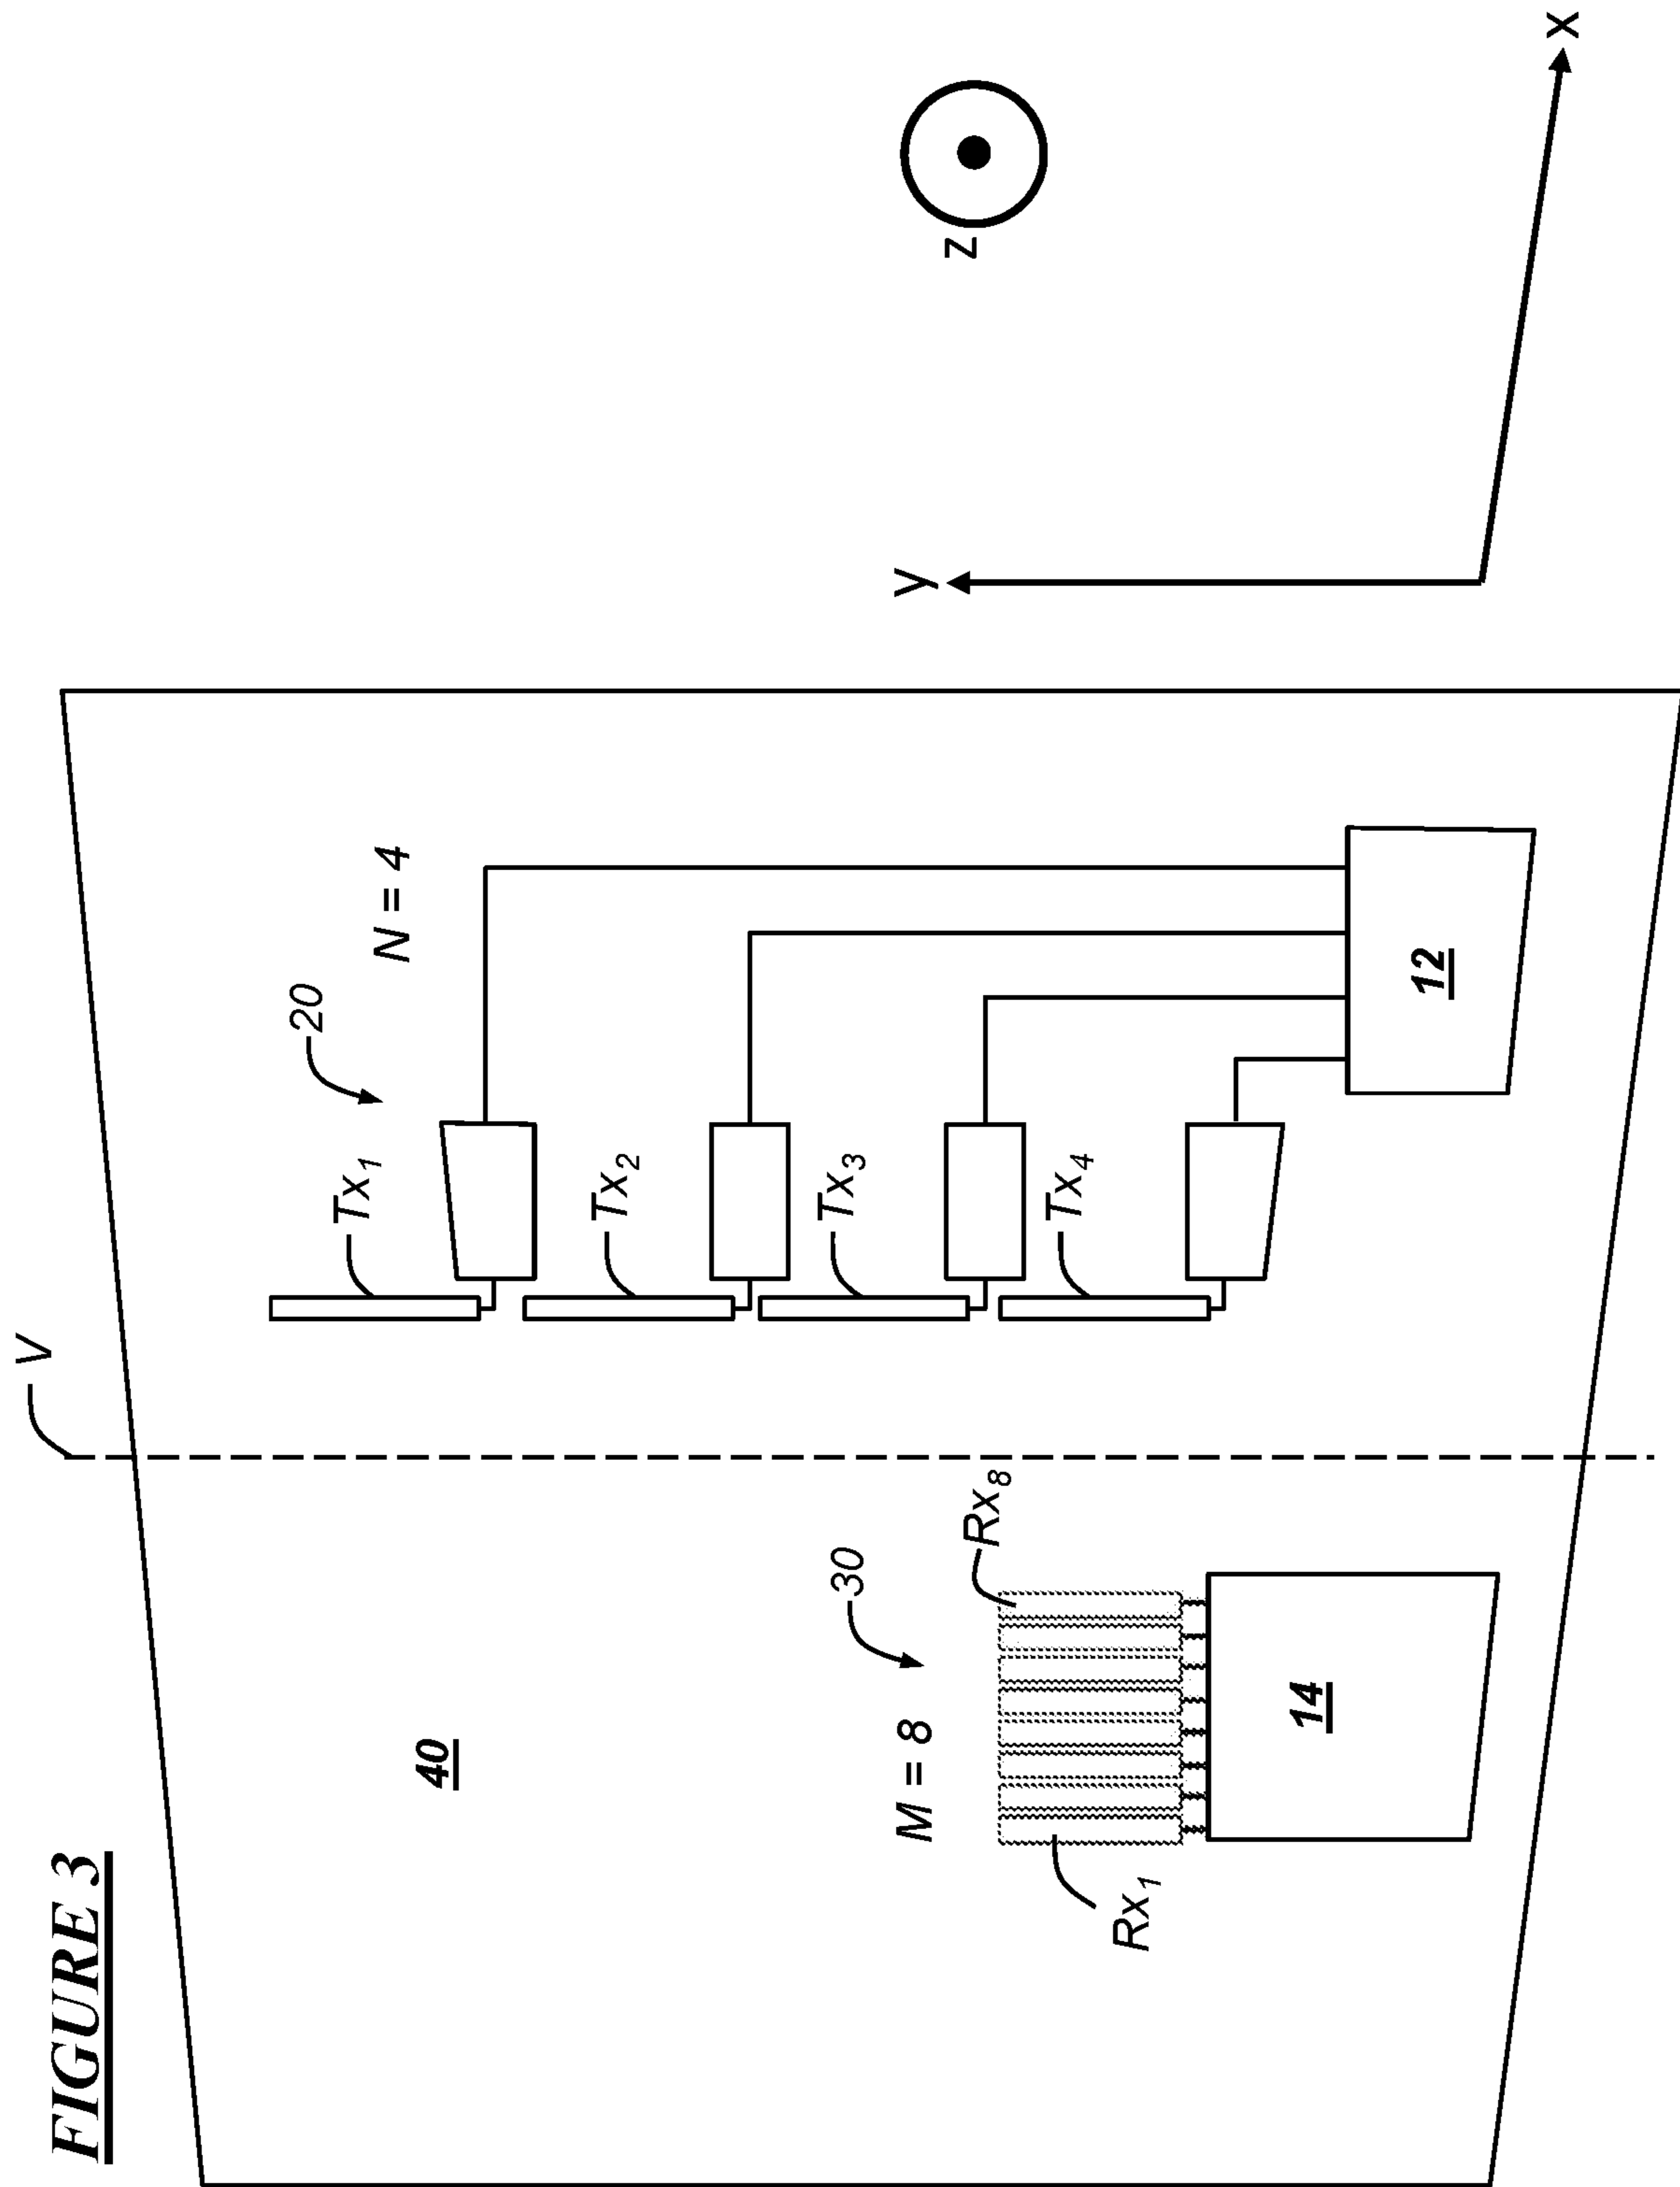 FIGURE 3
V
40
20
N = 4
Tx1
Tx2
Tx3
Tx4
30
M = 8
Rx8
Rx1
14
12
y
z
x